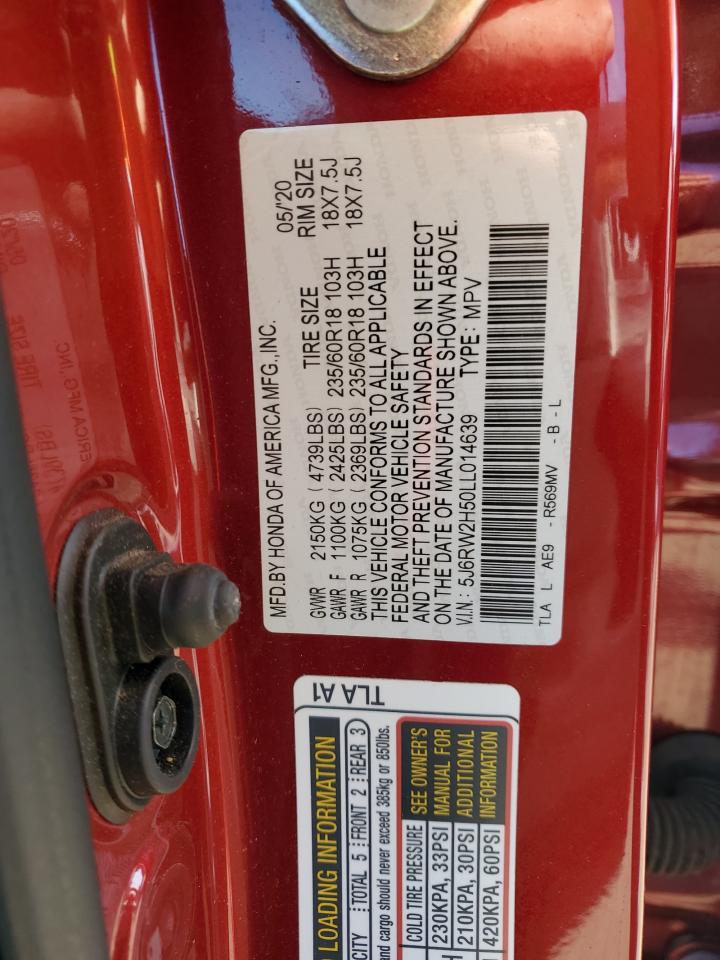 MFD.BY HONDA OF AMERICA MFG.,INC. 05/'20
GVWR 2150KG ( 4739LBS) TIRE SIZE RIM SIZE
GAWR F 1100KG ( 2425LBS) 235/60R18 103H 18X7.5J
GAWR R 1075KG ( 2369LBS) 235/60R18 103H 18X7.5J
THIS VEHICLE CONFORMS TO ALL APPLICABLE
FEDERAL MOTOR VEHICLE SAFETY
AND THEFT PREVENTION STANDARDS IN EFFECT
ON THE DATE OF MANUFACTURE SHOWN ABOVE.
V.I.N.: 5J6RW2H50LL014639 TYPE: MPV
TLA L AE9 - R569MV - B - L
TLA A1
LOADING INFORMATION
TOTAL 5 FRONT 2 REAR 3
and cargo should never exceed 385kg or 850lbs.
COLD TIRE PRESSURE SEE OWNER'S
230KPA, 33PSI MANUAL FOR
210KPA, 30PSI ADDITIONAL
420KPA, 60PSI INFORMATION